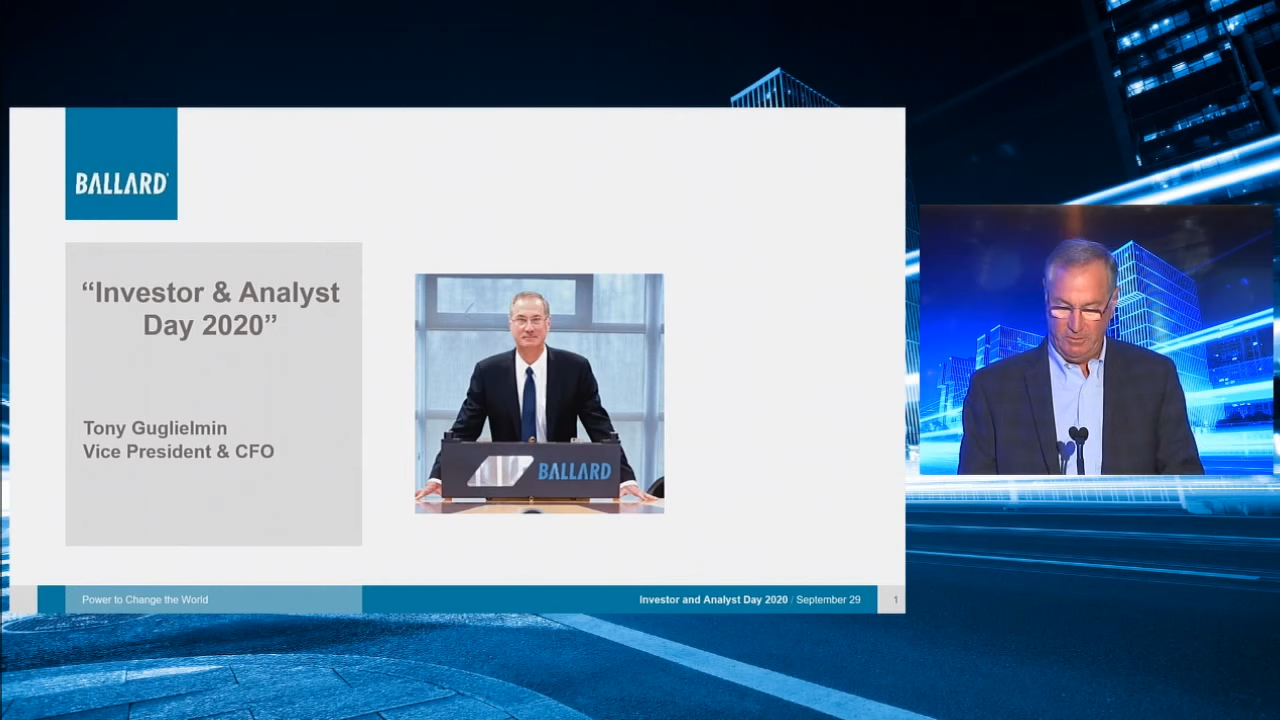 BALLARD
“Investor & Analyst
Day 2020”
Tony Guglielmin
Vice President & CFO
BALLARD
Power to Change the World
Investor and Analyst Day 2020 / September 29
1